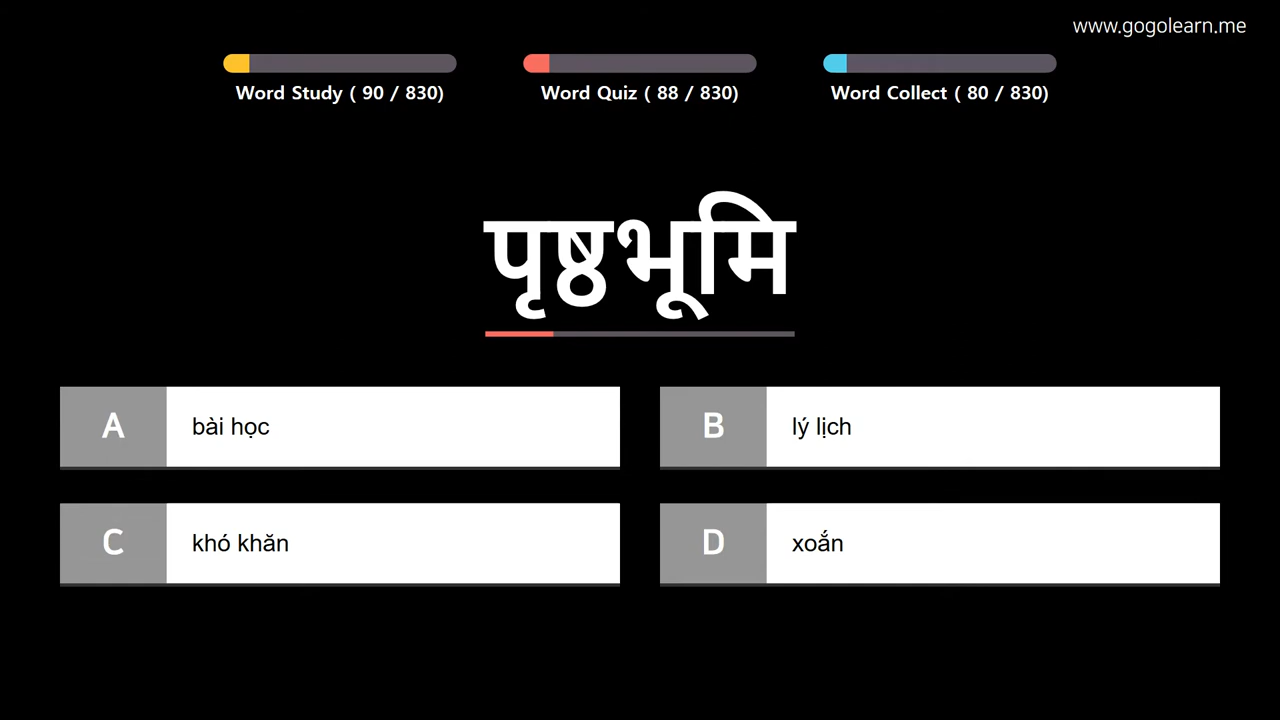 www.gogolearn.me
Word Study ( 90 / 830)
Word Quiz ( 88 / 830)
Word Collect ( 80 / 830)
पृष्ठभूमि
A bài học
B lý lịch
C khó khăn
D xoắn